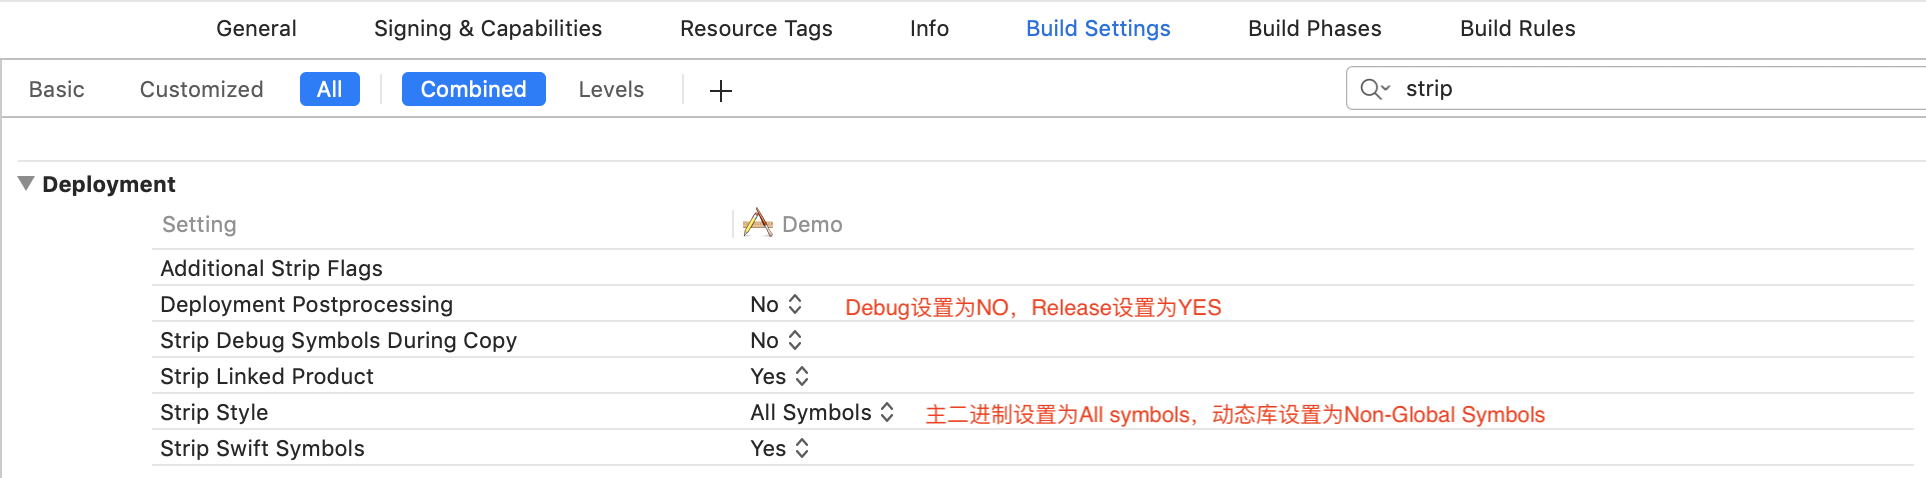 General Signing & Capabilities Resource Tags Info Build Settings Build Phases Build Rules
Basic Customized All Combined Levels + strip
Deployment
Setting Demo
Additional Strip Flags
Deployment Postprocessing No Debug设置为NO，Release设置为YES
Strip Debug Symbols During Copy No
Strip Linked Product Yes
Strip Style All Symbols 主二进制设置为All symbols，动态库设置为Non-Global Symbols
Strip Swift Symbols Yes